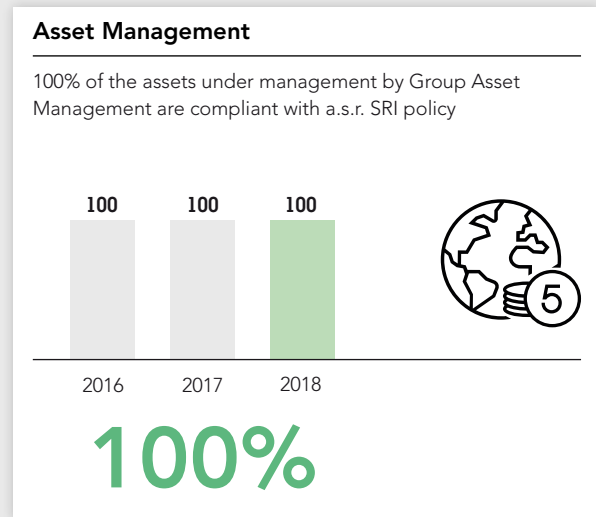 Asset Management
100% of the assets under management by Group Asset
Management are compliant with a.s.r. SRI policy
100 100 100
5
2016 2017 2018
100%